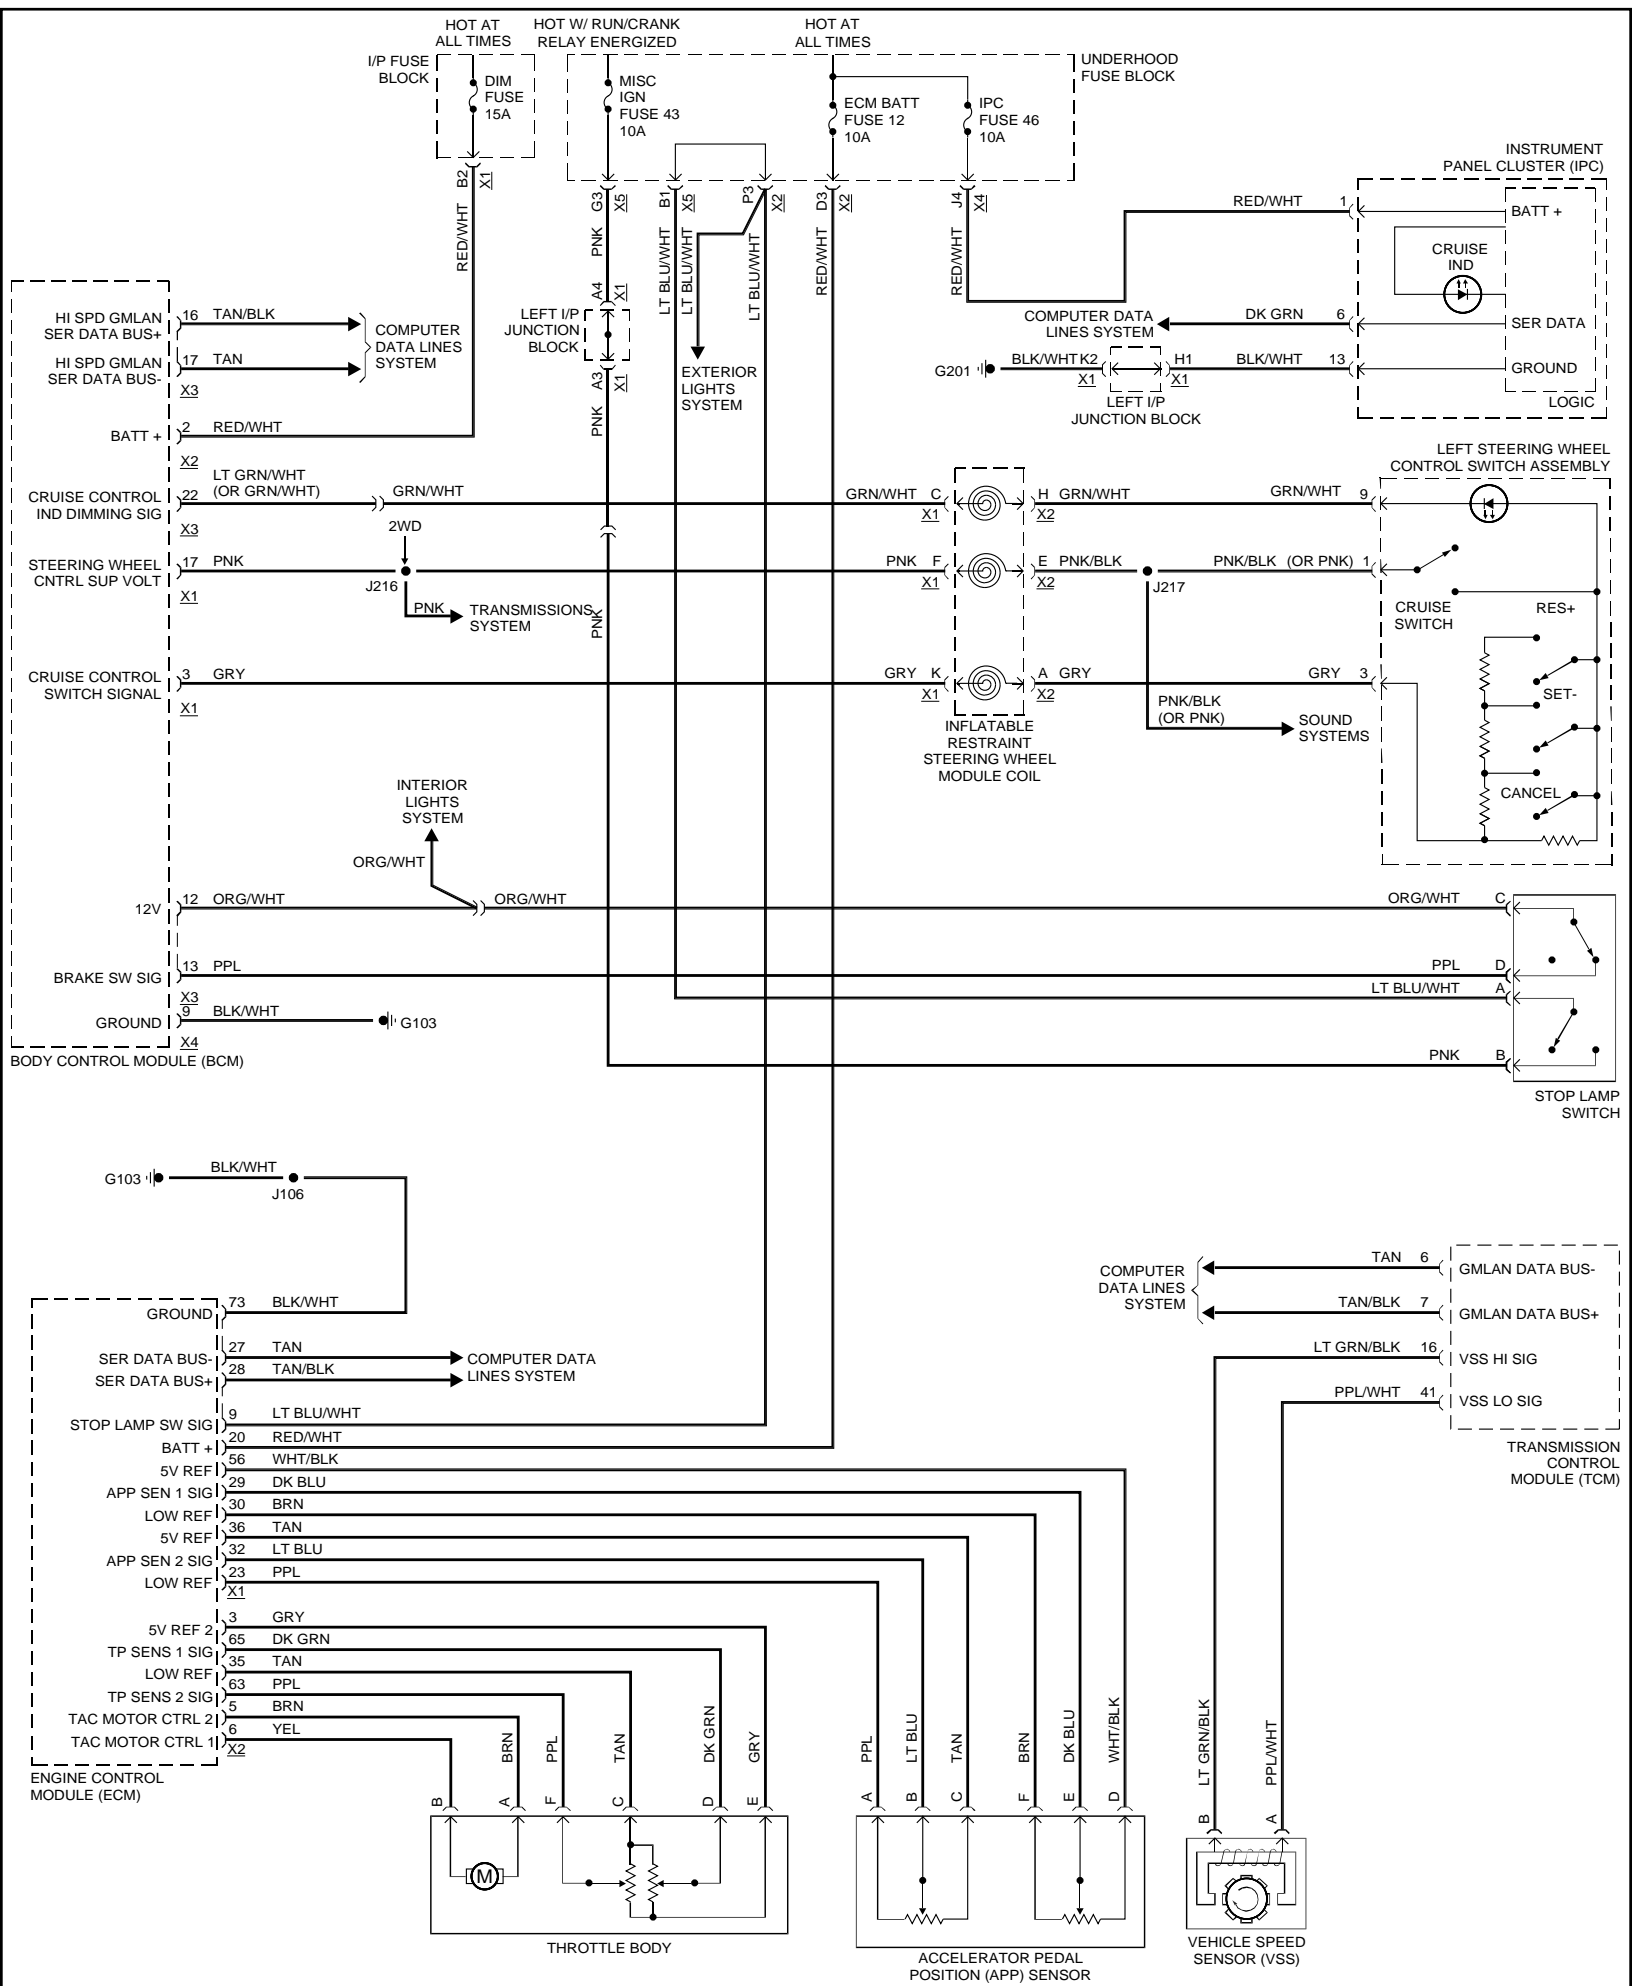 HOT AT
ALL TIMES
HOT W/ RUN/CRANK
RELAY ENERGIZED
HOT AT
ALL TIMES
I/P FUSE
BLOCK
DIM
FUSE
15A
MISC
IGN
FUSE 43
10A
ECM BATT
FUSE 12
10A
IPC
FUSE 46
10A
UNDERHOOD
FUSE BLOCK
B2
X1
G3
X5
B1
X5
P3
X2
D3
X2
J4
X4
RED/WHT
PNK
LT BLU/WHT
LT BLU/WHT
LT BLU/WHT
RED/WHT
RED/WHT
A4
X1
LEFT I/P
JUNCTION
BLOCK
A3
X1
PNK
EXTERIOR
LIGHTS
SYSTEM
INSTRUMENT
PANEL CLUSTER (IPC)
RED/WHT 1
BATT +
CRUISE
IND
COMPUTER DATA
LINES SYSTEM
DK GRN 6
SER DATA
G201
BLK/WHT K2
X1
H1
X1
BLK/WHT 13
GROUND
LEFT I/P
JUNCTION BLOCK
LOGIC
HI SPD GMLAN
SER DATA BUS+
16 TAN/BLK
HI SPD GMLAN
SER DATA BUS-
17 TAN
X3
COMPUTER
DATA LINES
SYSTEM
BATT +
2 RED/WHT
X2
CRUISE CONTROL
IND DIMMING SIG
22 LT GRN/WHT
(OR GRN/WHT)
X3
GRN/WHT
GRN/WHT C
X1
H GRN/WHT
X2
GRN/WHT 9
LEFT STEERING WHEEL
CONTROL SWITCH ASSEMBLY
STEERING WHEEL
CNTRL SUP VOLT
17 PNK
X1
2WD
J216
PNK
TRANSMISSIONS
SYSTEM
PNK
PNK F
X1
E PNK/BLK
X2
J217
PNK/BLK (OR PNK) 1
CRUISE
SWITCH
RES+
CRUISE CONTROL
SWITCH SIGNAL
3 GRY
X1
GRY K
X1
A GRY
X2
GRY 3
SET-
PNK/BLK
(OR PNK)
SOUND
SYSTEMS
INFLATABLE
RESTRAINT
STEERING WHEEL
MODULE COIL
CANCEL
INTERIOR
LIGHTS
SYSTEM
ORG/WHT
12V
12 ORG/WHT
ORG/WHT
ORG/WHT C
BRAKE SW SIG
13 PPL
X3
PPL D
LT BLU/WHT A
GROUND
9 BLK/WHT
X4
G103
BODY CONTROL MODULE (BCM)
PNK B
STOP LAMP
SWITCH
G103
BLK/WHT
J106
GROUND
73 BLK/WHT
SER DATA BUS-
27 TAN
SER DATA BUS+
28 TAN/BLK
COMPUTER DATA
LINES SYSTEM
STOP LAMP SW SIG
9 LT BLU/WHT
BATT +
20 RED/WHT
5V REF
56 WHT/BLK
APP SEN 1 SIG
29 DK BLU
LOW REF
30 BRN
5V REF
36 TAN
APP SEN 2 SIG
32 LT BLU
LOW REF
23 PPL
X1
5V REF 2
3 GRY
TP SENS 1 SIG
65 DK GRN
LOW REF
35 TAN
TP SENS 2 SIG
63 PPL
TAC MOTOR CTRL 2
5 BRN
TAC MOTOR CTRL 1
6 YEL
X2
ENGINE CONTROL
MODULE (ECM)
COMPUTER
DATA LINES
SYSTEM
TAN 6
GMLAN DATA BUS-
TAN/BLK 7
GMLAN DATA BUS+
LT GRN/BLK 16
VSS HI SIG
PPL/WHT 41
VSS LO SIG
TRANSMISSION
CONTROL
MODULE (TCM)
BRN
PPL
TAN
DK GRN
GRY
B
A
F
C
D
E
M
THROTTLE BODY
PPL
LT BLU
TAN
BRN
DK BLU
WHT/BLK
A
B
C
F
E
D
ACCELERATOR PEDAL
POSITION (APP) SENSOR
LT GRN/BLK
PPL/WHT
B
A
VEHICLE SPEED
SENSOR (VSS)